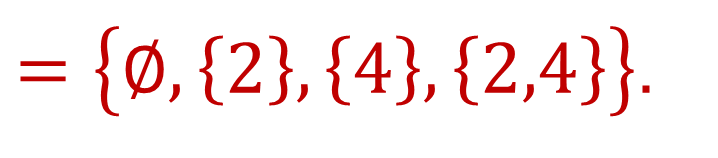 = {∅, {2}, {4}, {2,4}}.